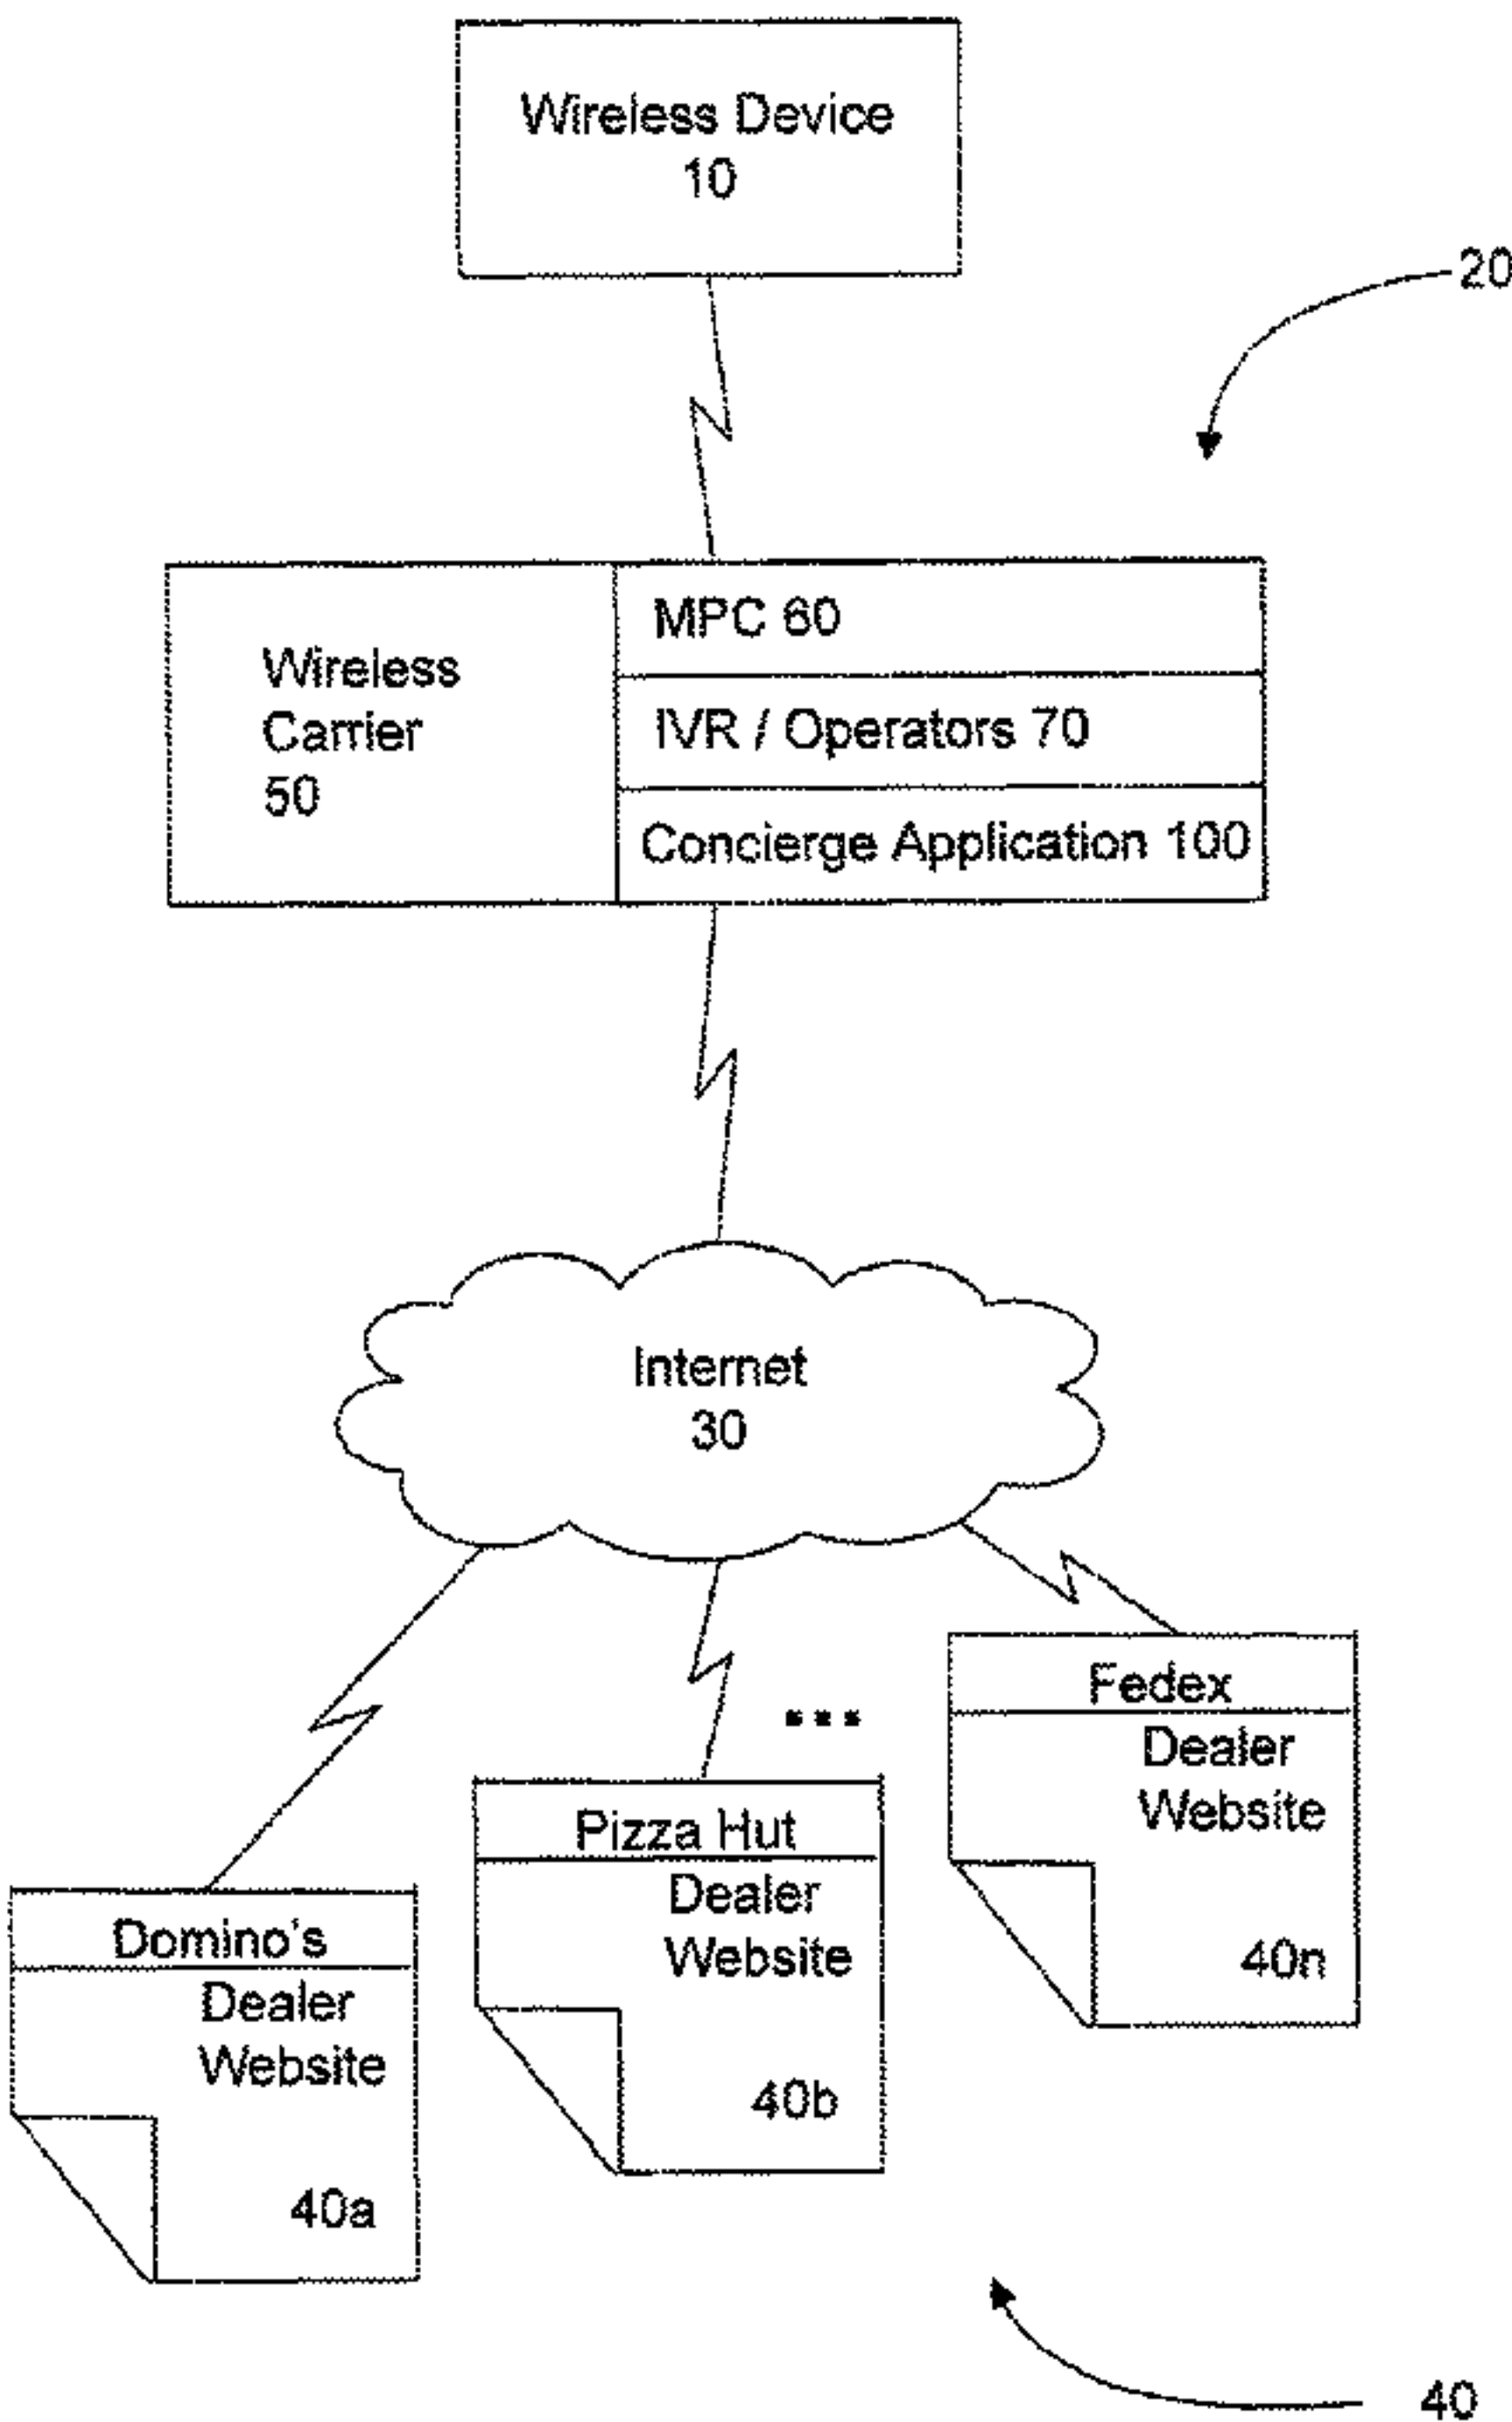 Wireless Device
10
20
Wireless
Carrier
50
MPC 60
IVR / Operators 70
Concierge Application 100
Internet
30
...
Fedex
Dealer
Website
40n
Pizza Hut
Dealer
Website
40b
Domino's
Dealer
Website
40a
40